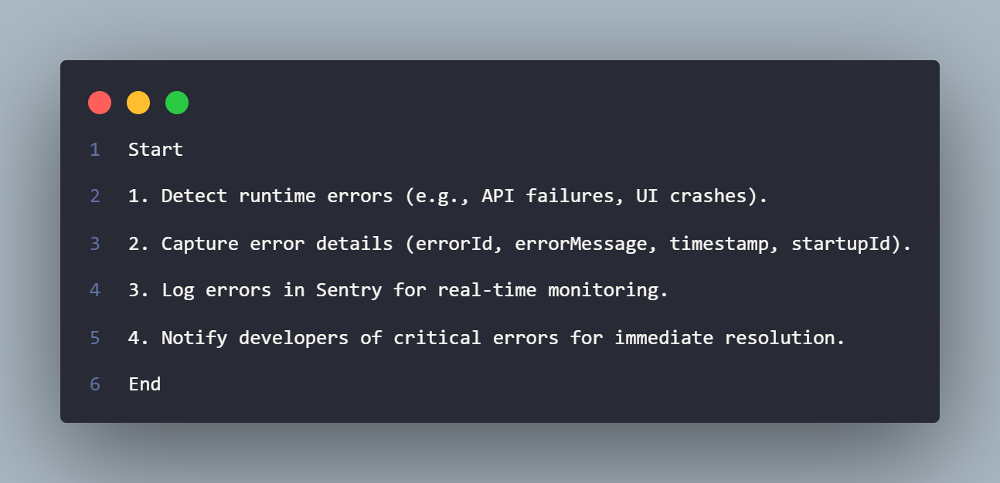 1 Start
2 1. Detect runtime errors (e.g., API failures, UI crashes).
3 2. Capture error details (errorId, errorMessage, timestamp, startupId).
4 3. Log errors in Sentry for real-time monitoring.
5 4. Notify developers of critical errors for immediate resolution.
6 End